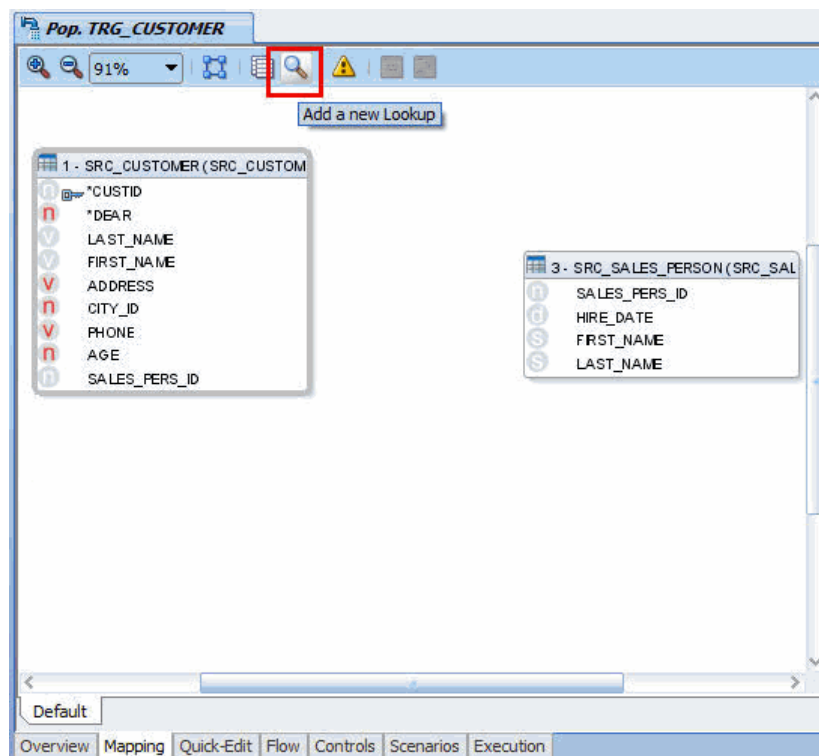 Pop. TRG_CUSTOMER
91%
Add a new Lookup
1 - SRC_CUSTOMER (SRC_CUSTOM
n *CUSTID
n *DEAR
v LAST_NAME
v FIRST_NAME
v ADDRESS
n CITY_ID
v PHONE
n AGE
n SALES_PERS_ID
3 - SRC_SALES_PERSON (SRC_SAL
n SALES_PERS_ID
d HIRE_DATE
s FIRST_NAME
s LAST_NAME
Default
Overview Mapping Quick-Edit Flow Controls Scenarios Execution